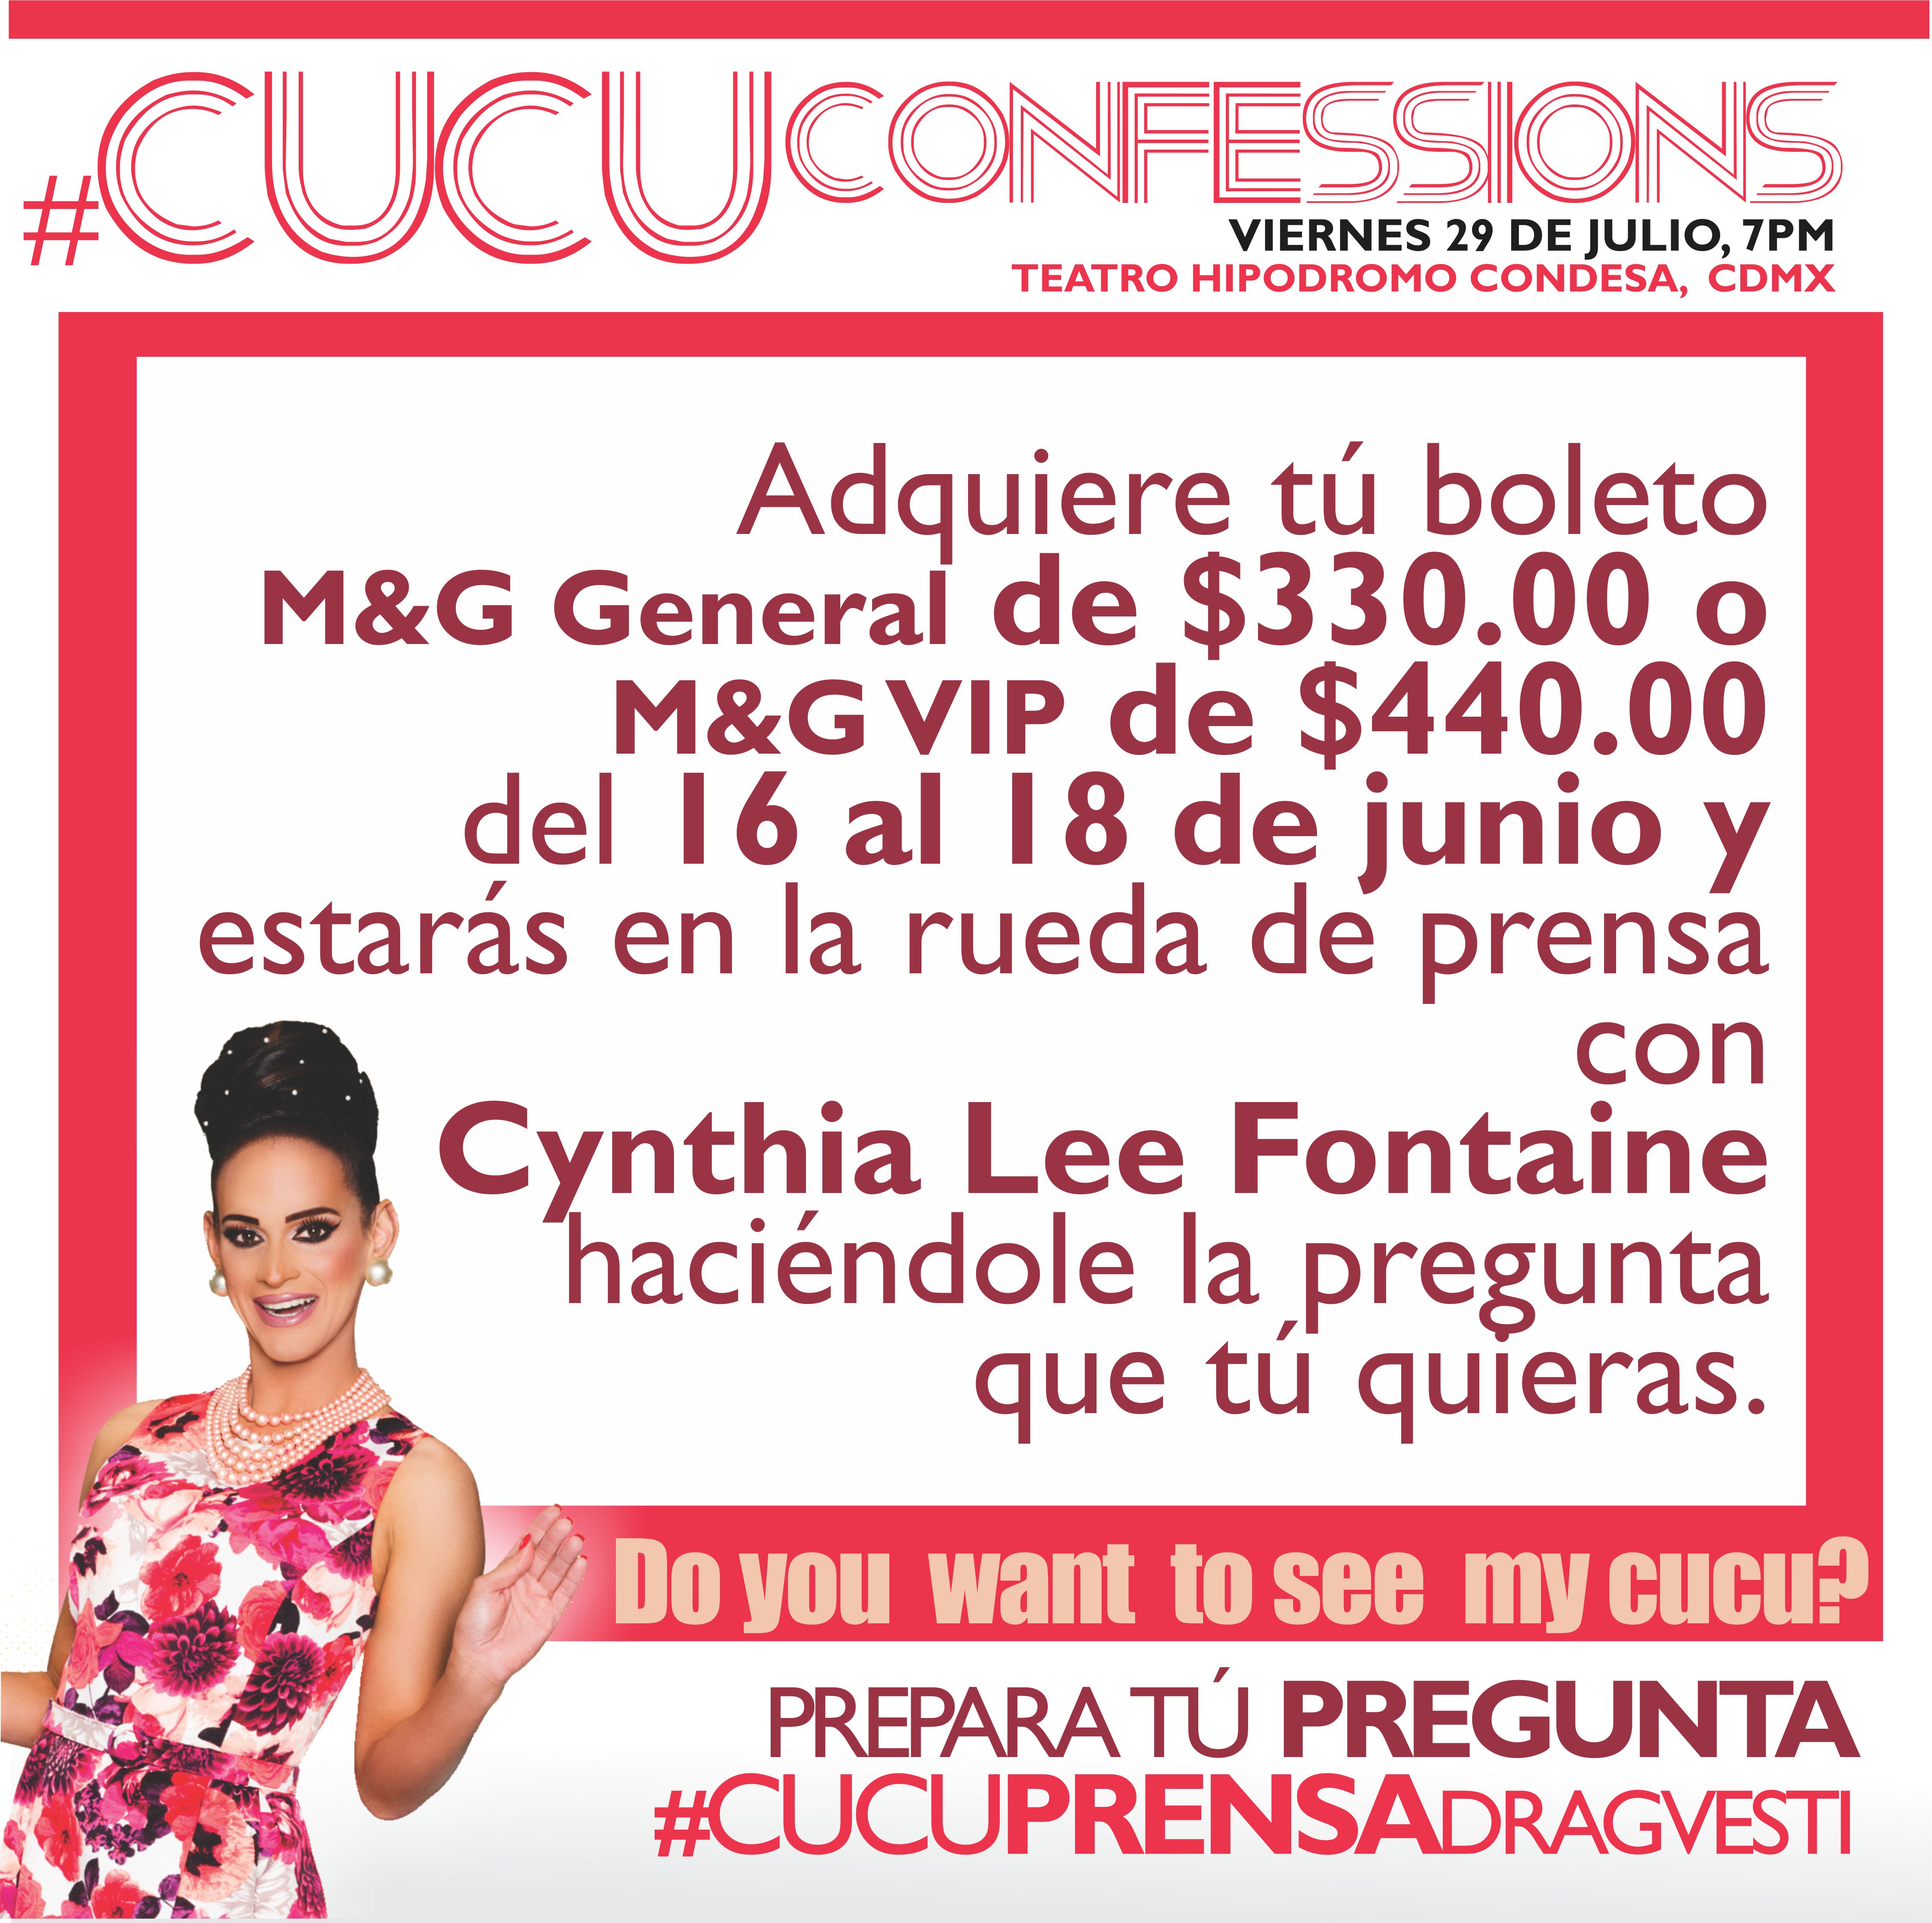 #CUCUCONFESSIONS
VIERNES 29 DE JULIO, 7PM
TEATRO HIPODROMO CONDESA, CDMX
Adquiere tú boleto
M&G General de $330.00 o
M&G VIP de $440.00
del 16 al 18 de junio y
estarás en la rueda de prensa
con
Cynthia Lee Fontaine
haciéndole la pregunta
que tú quieras.
Do you want to see my cucu?
PREPARA TÚ PREGUNTA
#CUCUPRENSADRAGVESTI